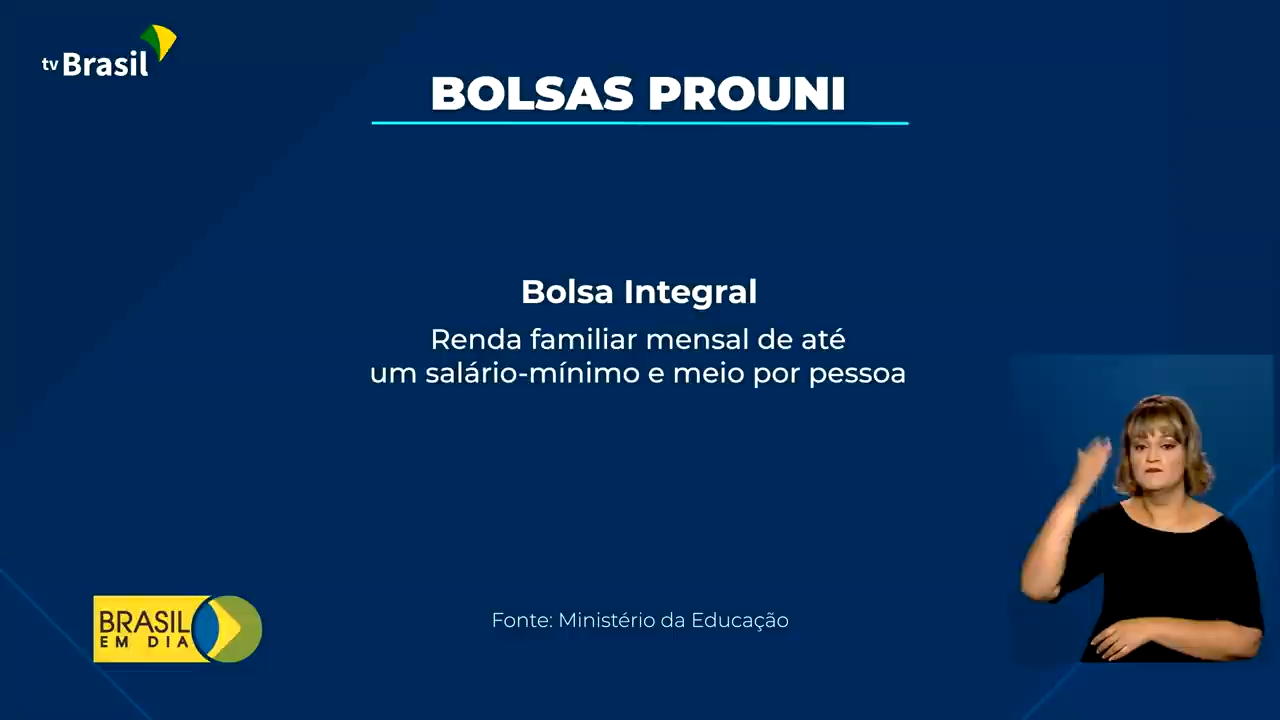 tv Brasil
BOLSAS PROUNI
Bolsa Integral
Renda familiar mensal de até
um salário-mínimo e meio por pessoa
BRASIL
EM DIA
Fonte: Ministério da Educação